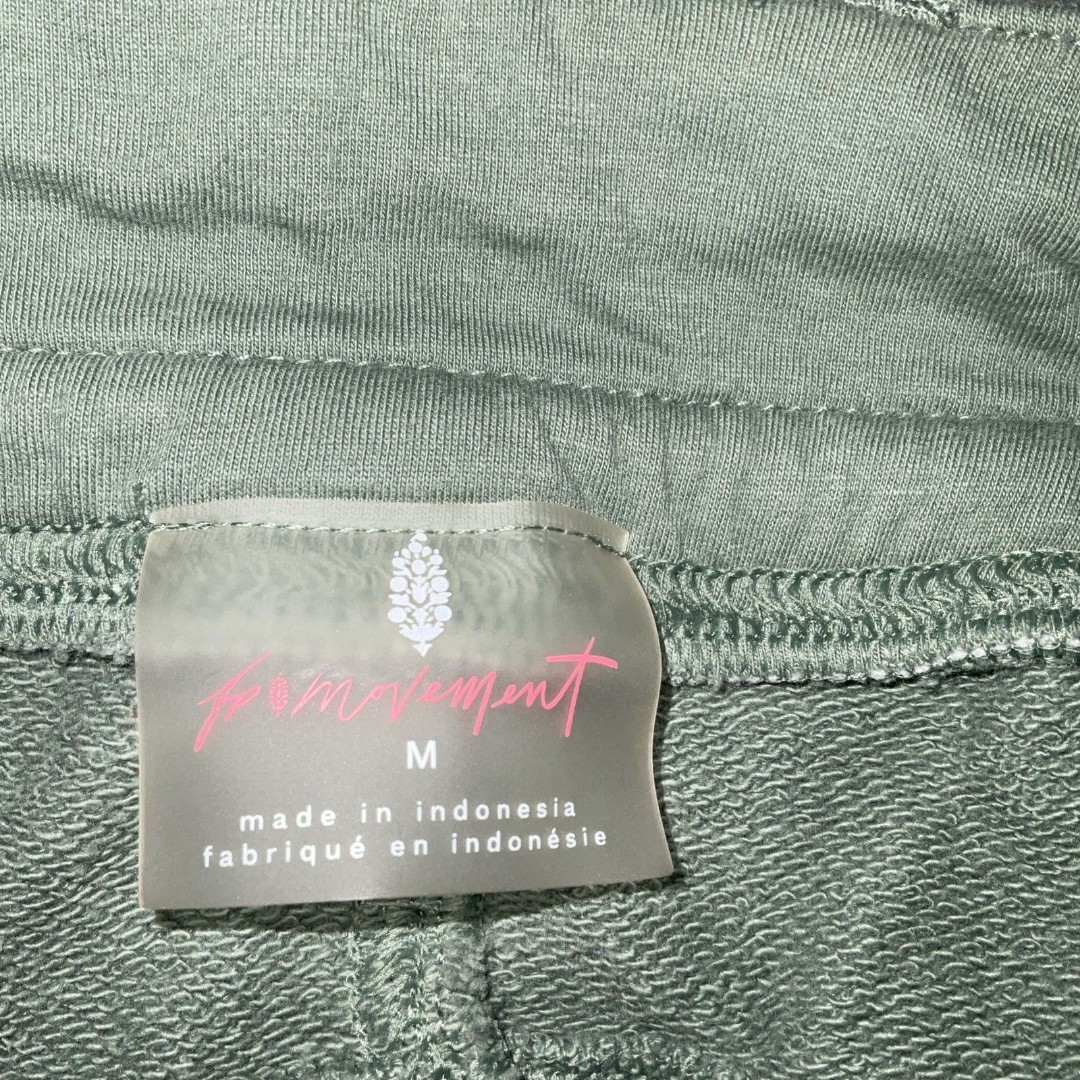 fp movement
M
made in indonesia
fabriqué en indonésie